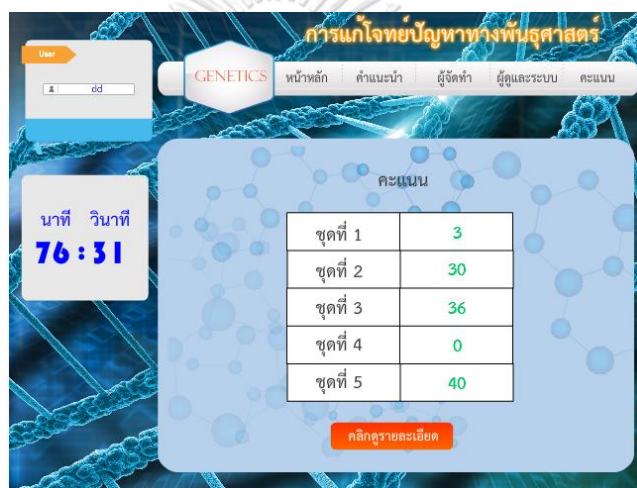 การแก้โจทย์ปัญหาทางพันธุศาสตร์
User
dd
GENETICS
หน้าหลัก คำแนะนำ ผู้จัดทำ ผู้ดูและระบบ คะแนน
คะแนน
นาที วินาที
76:31
ชุดที่ 1 3
ชุดที่ 2 30
ชุดที่ 3 36
ชุดที่ 4 0
ชุดที่ 5 40
คลิกดูรายละเอียด